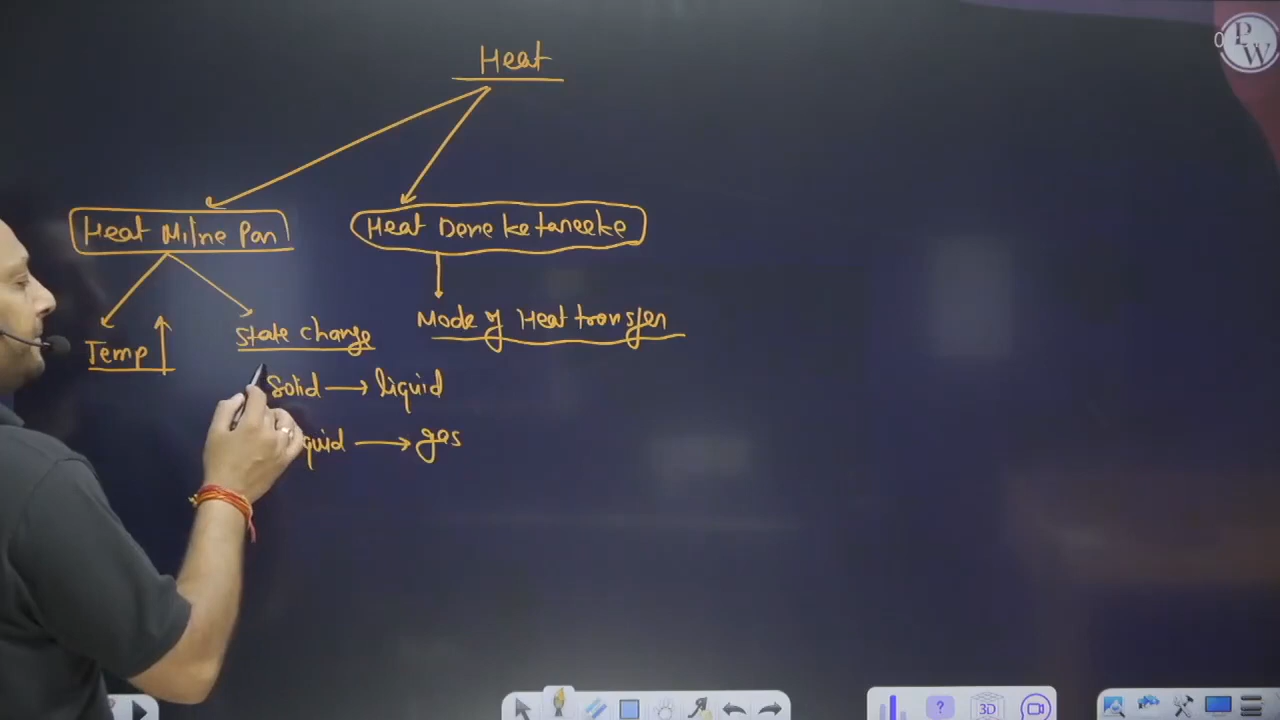 PW
Heat
Heat Milne Par
Heat Dene ke tareeke
Temp ↑
State change
Mode of Heat transfer
Solid → liquid
quid → gas
3D
?